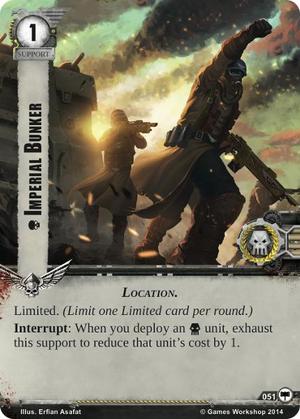 1
SUPPORT
IMPERIAL BUNKER
LOCATION.
Limited. (Limit one Limited card per round.)
Interrupt: When you deploy an unit, exhaust
this support to reduce that unit's cost by 1.
051
Illus. Erfian Asafat
© Games Workshop 2014